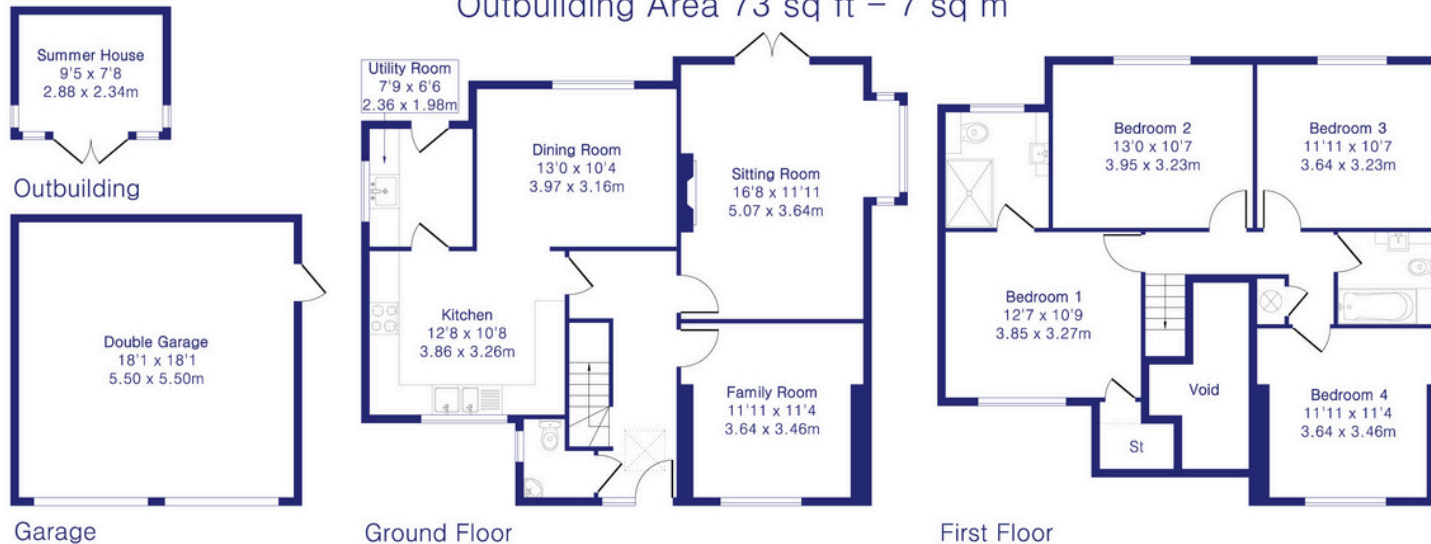 Outbuilding Area 73 sq ft – 7 sq m
Summer House
9'5 x 7'8
2.88 x 2.34m
Outbuilding
Double Garage
18'1 x 18'1
5.50 x 5.50m
Garage
Utility Room
7'9 x 6'6
2.36 x 1.98m
Dining Room
13'0 x 10'4
3.97 x 3.16m
Sitting Room
16'8 x 11'11
5.07 x 3.64m
Kitchen
12'8 x 10'8
3.86 x 3.26m
Family Room
11'11 x 11'4
3.64 x 3.46m
Ground Floor
Bedroom 2
13'0 x 10'7
3.95 x 3.23m
Bedroom 3
11'11 x 10'7
3.64 x 3.23m
Bedroom 1
12'7 x 10'9
3.85 x 3.27m
Void
Bedroom 4
11'11 x 11'4
3.64 x 3.46m
St
First Floor